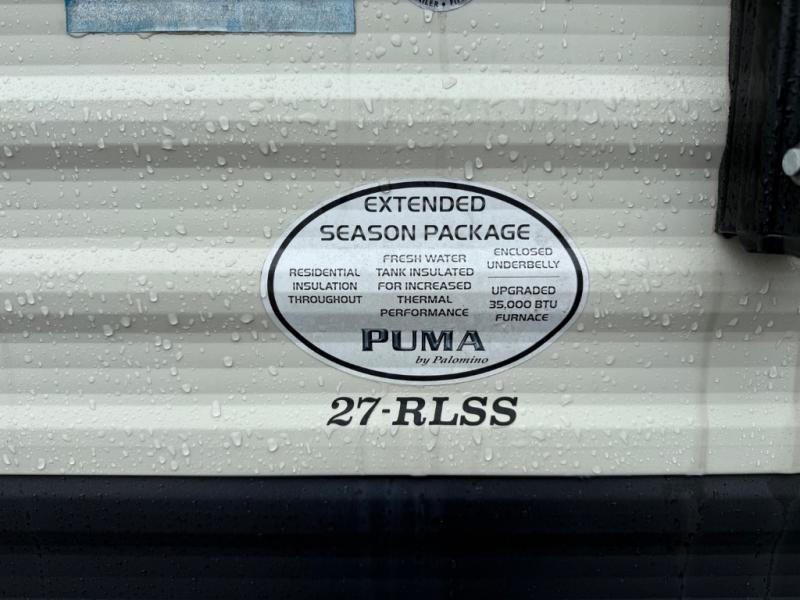 EXTENDED
SEASON PACKAGE
RESIDENTIAL
INSULATION
THROUGHOUT
FRESH WATER
TANK INSULATED
FOR INCREASED
THERMAL
PERFORMANCE
ENCLOSED
UNDERBELLY
UPGRADED
35,000 BTU
FURNACE
PUMA
by Palomino
27-RLSS